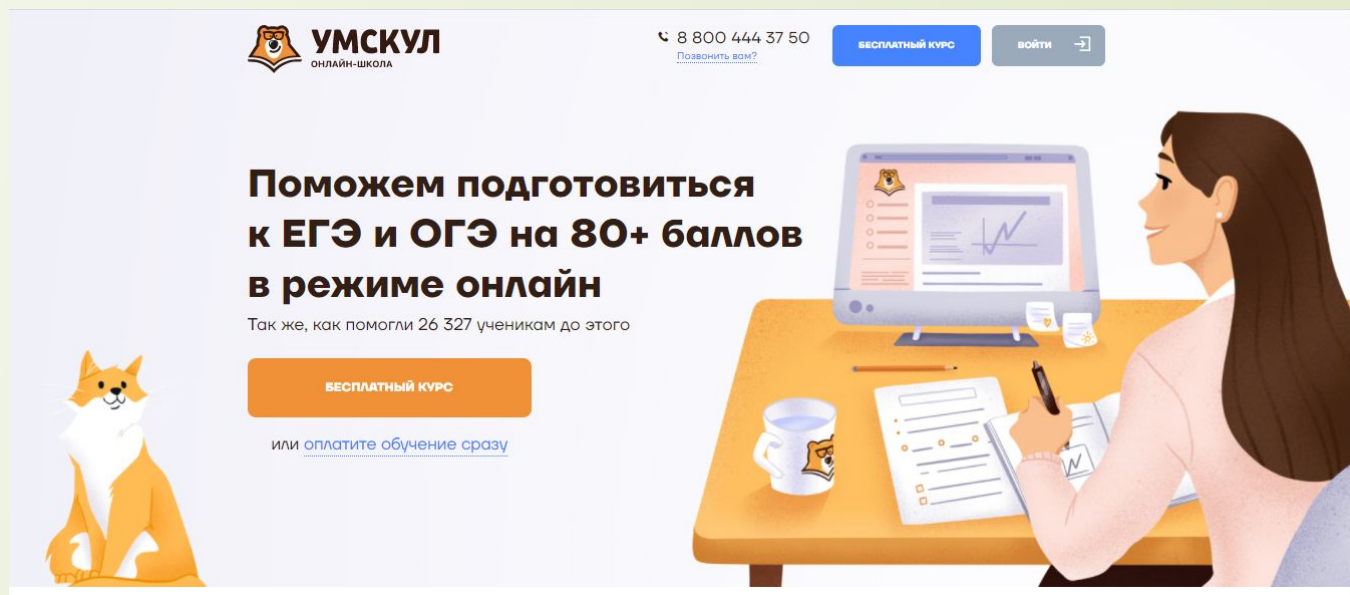 УМСКУЛ
ОНЛАЙН-ШКОЛА
8 800 444 37 50
Позвонить вам?
БЕСПЛАТНЫЙ КУРС
ВОЙТИ
Поможем подготовиться
к ЕГЭ и ОГЭ на 80+ баллов
в режиме онлайн
Так же, как помогли 26 327 ученикам до этого
БЕСПЛАТНЫЙ КУРС
или оплатите обучение сразу